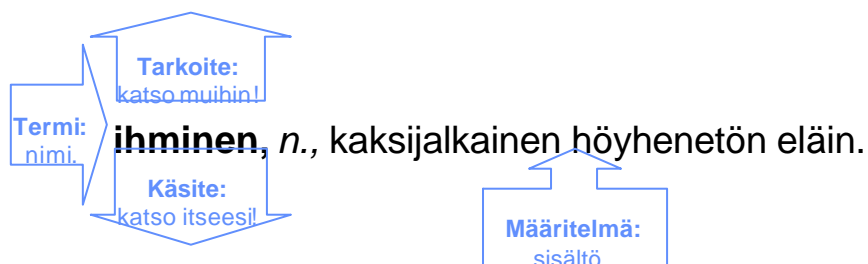 Tarkoite:
katso muihin!
Termi:
nimi.
ihminen, n., kaksijalkainen höyhenetön eläin.
Käsite:
katso itseesi!
Määritelmä:
sisältö